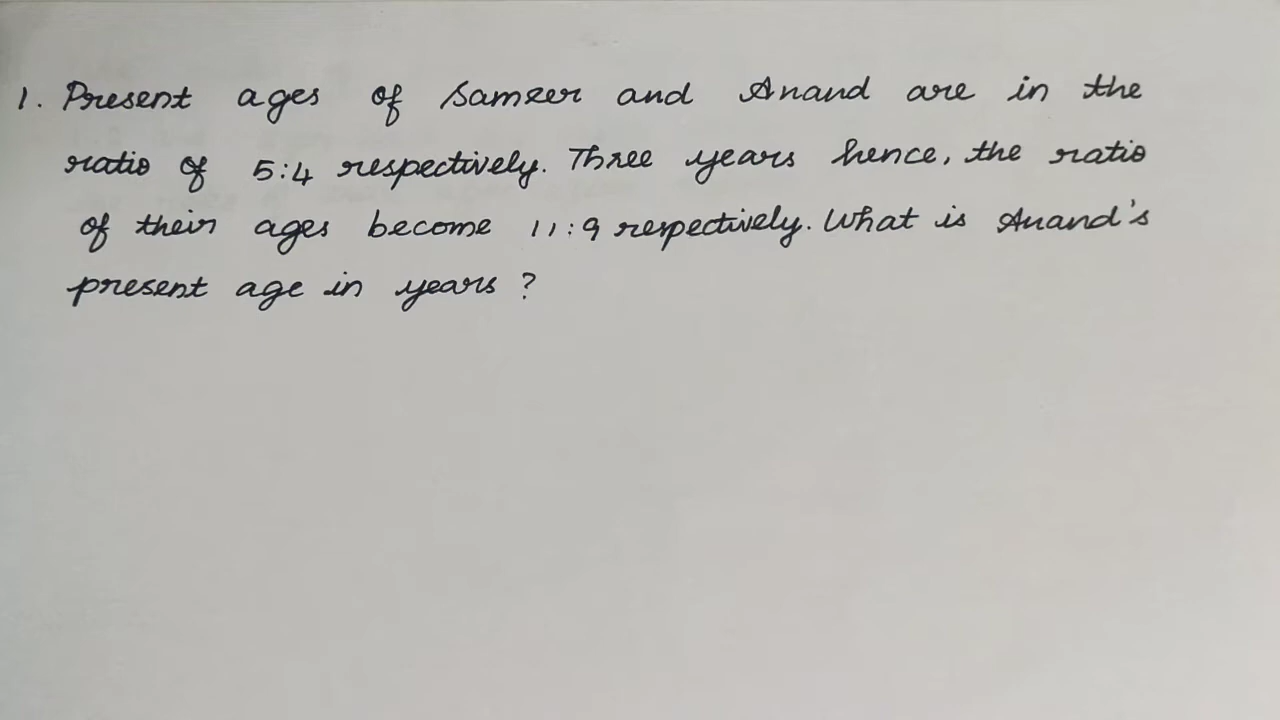 1. Present ages of Sameer and Anand are in the
ratio of 5:4 respectively. Three years hence, the ratio
of their ages become 11:9 respectively. What is Anand's
present age in years ?